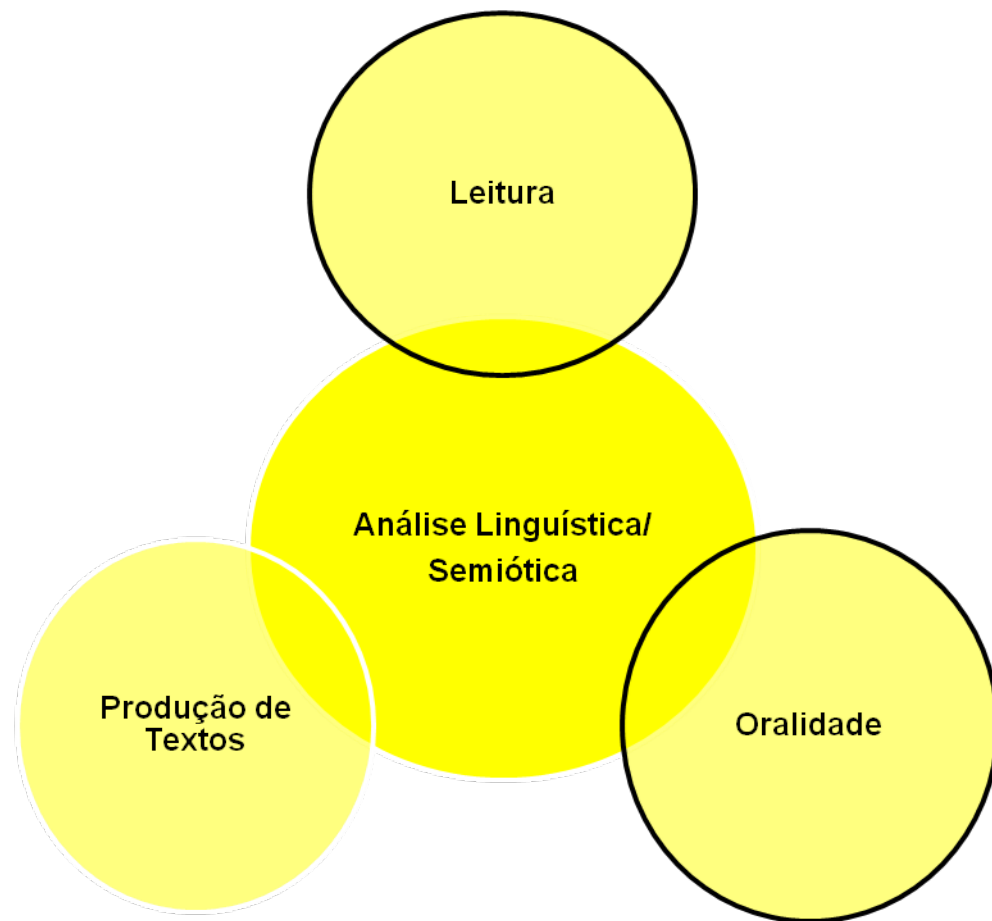 Leitura
Análise Linguística/
Semiótica
Produção de
Textos
Oralidade